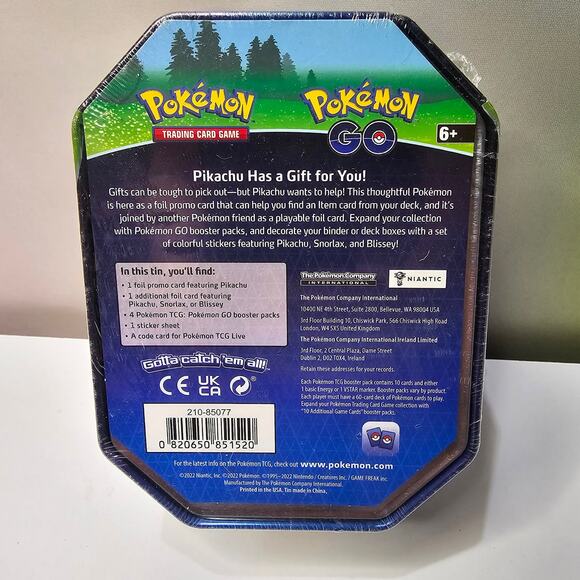 POKéMON
TRADING CARD GAME
POKéMON
GO
6+
Pikachu Has a Gift for You!
Gifts can be tough to pick out—but Pikachu wants to help! This thoughtful Pokémon
is here as a foil promo card that can help you find an Item card from your deck, and it's
joined by another Pokémon friend as a playable foil card. Expand your collection
with Pokémon GO booster packs, and decorate your binder or deck boxes with a set
of colorful stickers featuring Pikachu, Snorlax, and Blissey!
In this tin, you'll find:
• 1 foil promo card featuring Pikachu
• 1 additional foil card featuring
Pikachu, Snorlax, or Blissey
• 4 Pokémon TCG: Pokémon GO booster packs
• 1 sticker sheet
• A code card for Pokémon TCG Live
Gotta catch 'em all!
CE UK
CA
210-85077
0 820650 851520
The Pokémon Company
INTERNATIONAL
NIANTIC
The Pokémon Company International
10400 NE 4th Street, Suite 2800, Bellevue, WA 98004 USA
3rd Floor Building 10, Chiswick Park, 566 Chiswick High Road
London, W4 5XS United Kingdom
The Pokémon Company International Ireland Limited
3rd Floor, 2 Central Plaza, Dame Street
Dublin 2, D02 T0X4, Ireland
Retain these addresses for your records.
Each Pokémon TCG booster pack contains 10 cards and either
1 basic Energy or 1 VSTAR marker. Booster packs vary by product.
Each player must have a 60-card deck of Pokémon cards to play.
Expand your Pokémon Trading Card Game collection with
"10 Additional Game Cards" booster packs.
For the latest info on the Pokémon TCG, check out www.pokemon.com
©2022 Niantic, Inc. ©2022 Pokémon. ©1995–2022 Nintendo / Creatures Inc. / GAME FREAK inc.
Manufactured by The Pokémon Company International.
Printed in the USA. Tin made in China.